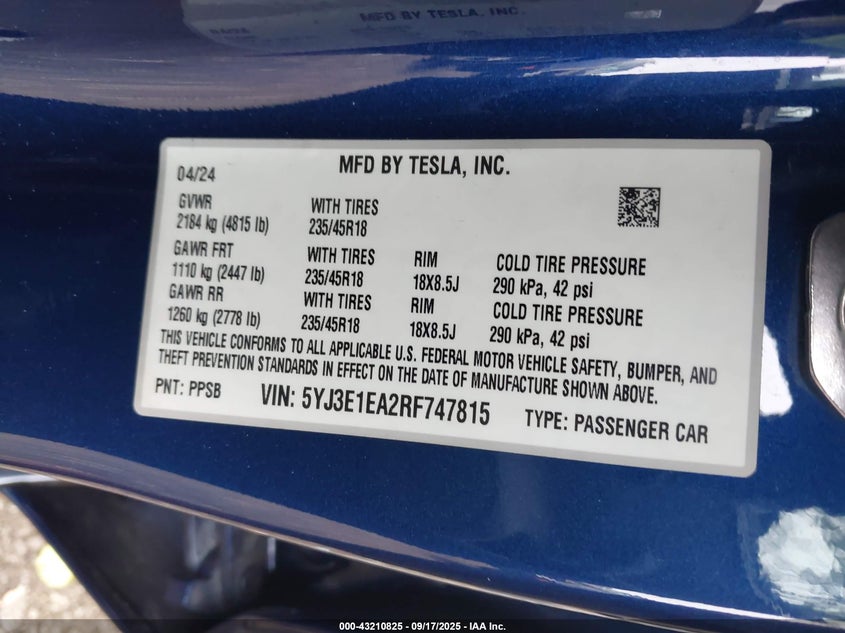 MFD BY TESLA, INC.
04/24 MFD BY TESLA, INC.
GVWR WITH TIRES
2184 kg (4815 lb) 235/45R18
GAWR FRT WITH TIRES RIM COLD TIRE PRESSURE
1110 kg (2447 lb) 235/45R18 18X8.5J 290 kPa, 42 psi
GAWR RR WITH TIRES RIM COLD TIRE PRESSURE
1260 kg (2778 lb) 235/45R18 18X8.5J 290 kPa, 42 psi
THIS VEHICLE CONFORMS TO ALL APPLICABLE U.S. FEDERAL MOTOR VEHICLE SAFETY, BUMPER, AND
THEFT PREVENTION STANDARDS IN EFFECT ON THE DATE OF MANUFACTURE SHOWN ABOVE.
PNT: PPSB VIN: 5YJ3E1EA2RF747815 TYPE: PASSENGER CAR
000-43210825 - 09/17/2025 - IAA Inc.